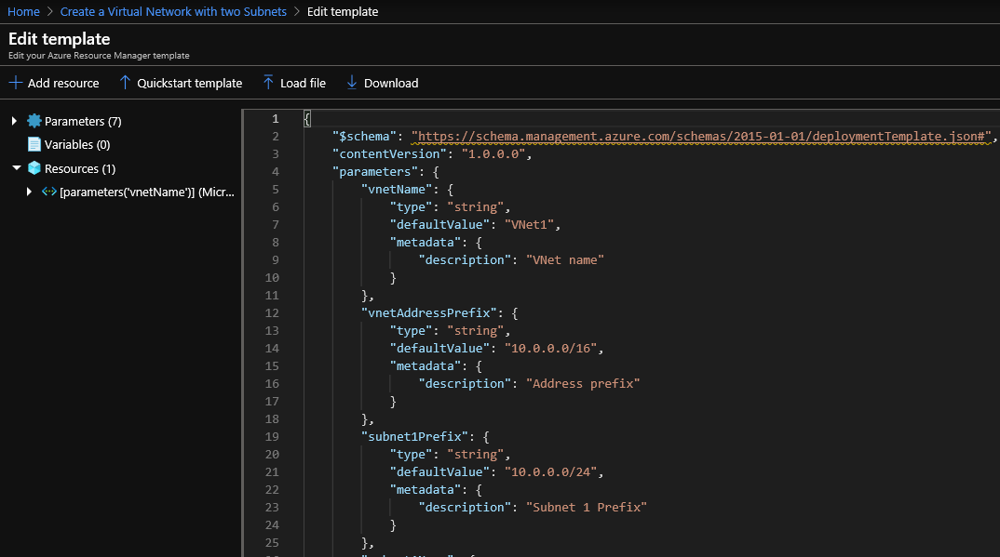 Home > Create a Virtual Network with two Subnets > Edit template
Edit template
Edit your Azure Resource Manager template
Add resource Quickstart template Load file Download
Parameters (7)
Variables (0)
Resources (1)
[parameters('vnetName')] (Micr...
1 {
2 "$schema": "https://schema.management.azure.com/schemas/2015-01-01/deploymentTemplate.json#",
3 "contentVersion": "1.0.0.0",
4 "parameters": {
5 "vnetName": {
6 "type": "string",
7 "defaultValue": "VNet1",
8 "metadata": {
9 "description": "VNet name"
10 }
11 },
12 "vnetAddressPrefix": {
13 "type": "string",
14 "defaultValue": "10.0.0.0/16",
15 "metadata": {
16 "description": "Address prefix"
17 }
18 },
19 "subnet1Prefix": {
20 "type": "string",
21 "defaultValue": "10.0.0.0/24",
22 "metadata": {
23 "description": "Subnet 1 Prefix"
24 }
25 },